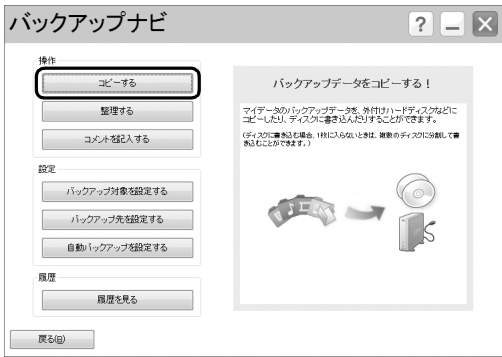 バックアップナビ
?
操作
コピーする
整理する
コメントを記入する
設定
バックアップ対象を設定する
バックアップ先を設定する
自動バックアップを設定する
履歴
履歴を見る
戻る(B)
バックアップデータをコピーする！
マイデータのバックアップデータを、外付けハードディスクなどに
コピーしたり、ディスクに書き込んだりすることができます。
(ディスクに書き込む場合、1枚に入らないときは、複数のディスクに分割して書
き込むことができます。)